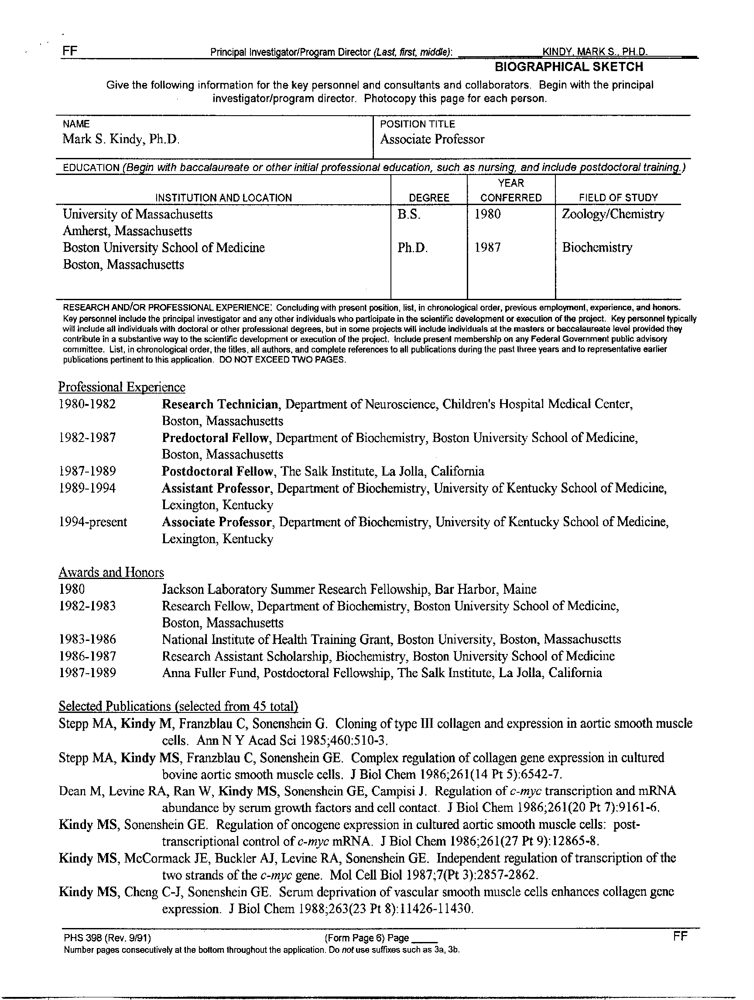 FF Principal Investigator/Program Director (Last, first, middle): KINDY, MARK S., PH.D.
BIOGRAPHICAL SKETCH
Give the following information for the key personnel and consultants and collaborators. Begin with the principal
investigator/program director. Photocopy this page for each person.
NAME POSITION TITLE
Mark S. Kindy, Ph.D. Associate Professor
EDUCATION (Begin with baccalaureate or other initial professional education, such as nursing, and include postdoctoral training.)
YEAR
INSTITUTION AND LOCATION DEGREE CONFERRED FIELD OF STUDY
University of Massachusetts B.S. 1980 Zoology/Chemistry
Amherst, Massachusetts
Boston University School of Medicine Ph.D. 1987 Biochemistry
Boston, Massachusetts
RESEARCH AND/OR PROFESSIONAL EXPERIENCE: Concluding with present position, list, in chronological order, previous employment, experience, and honors.
Key personnel include the principal investigator and any other individuals who participate in the scientific development or execution of the project. Key personnel typically
will include all individuals with doctoral or other professional degrees, but in some projects will include individuals at the masters or baccalaureate level provided they
contribute in a substantive way to the scientific development or execution of the project. Include present membership on any Federal Government public advisory
committee. List, in chronological order, the titles, all authors, and complete references to all publications during the past three years and to representative earlier
publications pertinent to this application. DO NOT EXCEED TWO PAGES.
Professional Experience
1980-1982 Research Technician, Department of Neuroscience, Children's Hospital Medical Center,
Boston, Massachusetts
1982-1987 Predoctoral Fellow, Department of Biochemistry, Boston University School of Medicine,
Boston, Massachusetts
1987-1989 Postdoctoral Fellow, The Salk Institute, La Jolla, California
1989-1994 Assistant Professor, Department of Biochemistry, University of Kentucky School of Medicine,
Lexington, Kentucky
1994-present Associate Professor, Department of Biochemistry, University of Kentucky School of Medicine,
Lexington, Kentucky
Awards and Honors
1980 Jackson Laboratory Summer Research Fellowship, Bar Harbor, Maine
1982-1983 Research Fellow, Department of Biochemistry, Boston University School of Medicine,
Boston, Massachusetts
1983-1986 National Institute of Health Training Grant, Boston University, Boston, Massachusetts
1986-1987 Research Assistant Scholarship, Biochemistry, Boston University School of Medicine
1987-1989 Anna Fuller Fund, Postdoctoral Fellowship, The Salk Institute, La Jolla, California
Selected Publications (selected from 45 total)
Stepp MA, Kindy M, Franzblau C, Sonenshein G. Cloning of type III collagen and expression in aortic smooth muscle
cells. Ann N Y Acad Sci 1985;460:510-3.
Stepp MA, Kindy MS, Franzblau C, Sonenshein GE. Complex regulation of collagen gene expression in cultured
bovine aortic smooth muscle cells. J Biol Chem 1986;261(14 Pt 5):6542-7.
Dean M, Levine RA, Ran W, Kindy MS, Sonenshein GE, Campisi J. Regulation of c-myc transcription and mRNA
abundance by serum growth factors and cell contact. J Biol Chem 1986;261(20 Pt 7):9161-6.
Kindy MS, Sonenshein GE. Regulation of oncogene expression in cultured aortic smooth muscle cells: post-
transcriptional control of c-myc mRNA. J Biol Chem 1986;261(27 Pt 9):12865-8.
Kindy MS, McCormack JE, Buckler AJ, Levine RA, Sonenshein GE. Independent regulation of transcription of the
two strands of the c-myc gene. Mol Cell Biol 1987;7(Pt 3):2857-2862.
Kindy MS, Cheng C-J, Sonenshein GE. Serum deprivation of vascular smooth muscle cells enhances collagen gene
expression. J Biol Chem 1988;263(23 Pt 8):11426-11430.
PHS 398 (Rev. 9/91) (Form Page 6) Page FF
Number pages consecutively at the bottom throughout the application. Do not use suffixes such as 3a, 3b.